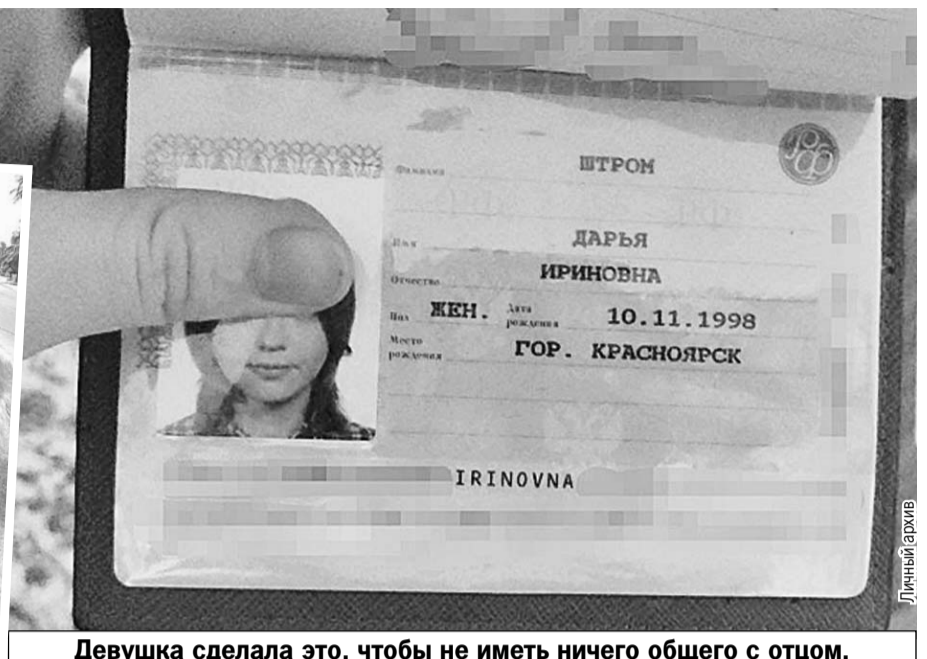 Фамилия
ШТРОМ
Имя
ДАРЬЯ
Отчество
ИРИНОВНА
Пол ЖЕН. Дата рождения 10.11.1998
Место рождения ГОР. КРАСНОЯРСК
IRINOVNA
Личный архив
Девушка сделала это, чтобы не иметь ничего общего с отцом.